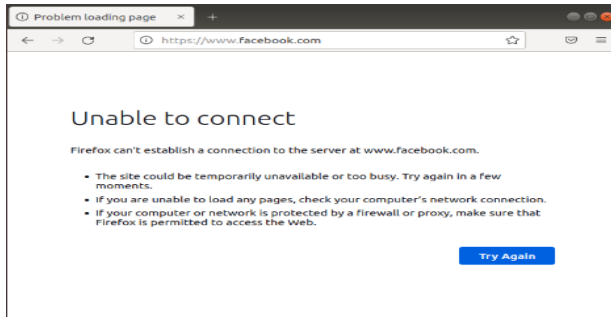 Problem loading page
https://www.facebook.com
Unable to connect
Firefox can't establish a connection to the server at www.facebook.com.
• The site could be temporarily unavailable or too busy. Try again in a few
moments.
• If you are unable to load any pages, check your computer's network connection.
• If your computer or network is protected by a firewall or proxy, make sure that
Firefox is permitted to access the Web.
Try Again